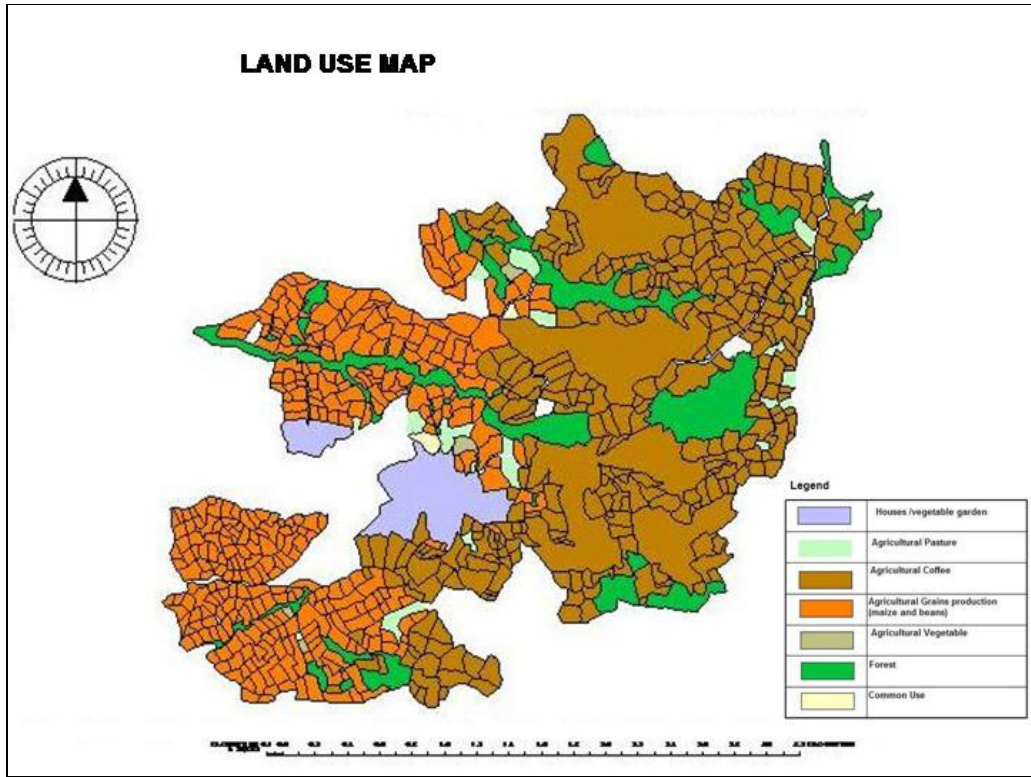 LAND USE MAP
Legend
Houses /vegetable garden
Agricultural Pasture
Agricultural Coffee
Agricultural Grains production
(maize and beans)
Agricultural Vegetable
Forest
Common Use